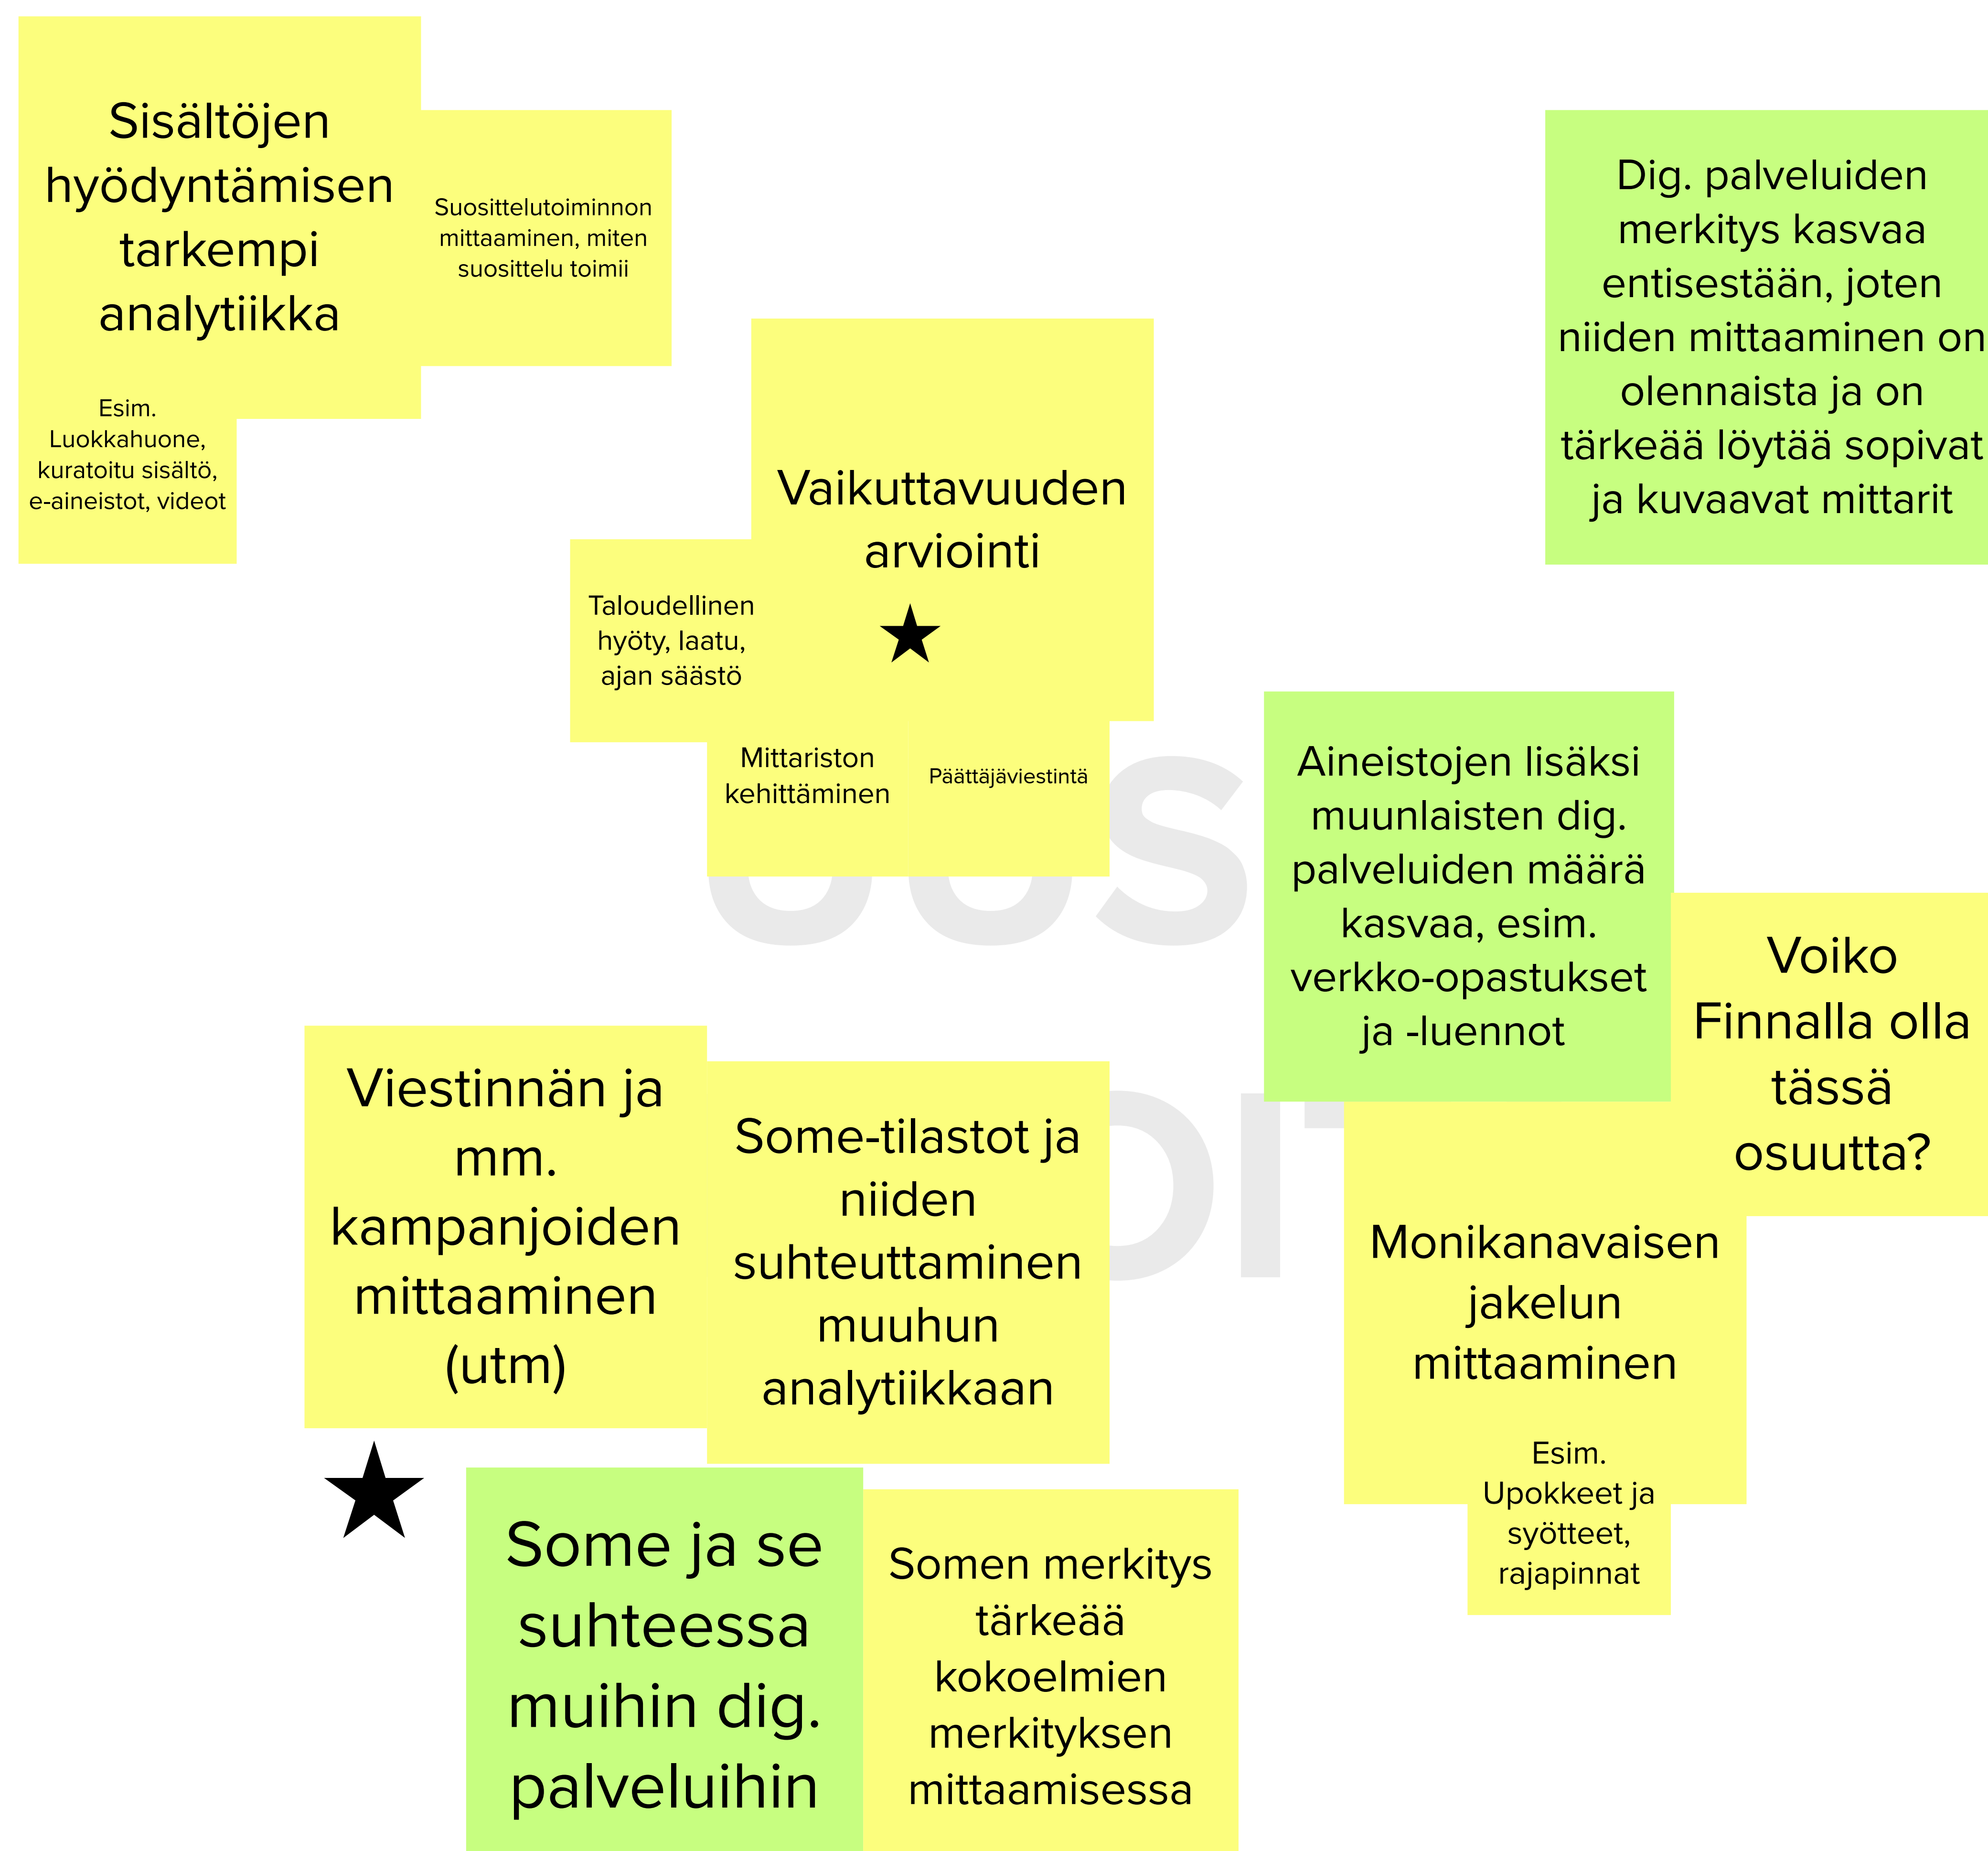 Sisältöjen
hyödyntämisen
tarkempi
analytiikka
Suosittelutoiminnon
mittaaminen, miten
suosittelu toimii
Esim.
Luokkahuone,
kuratoitu sisältö,
e-aineistot, videot
Dig. palveluiden
merkitys kasvaa
entisestään, joten
niiden mittaaminen on
olennaista ja on
tärkeää löytää sopivat
ja kuvaavat mittarit
Vaikuttavuuden
arviointi
Taloudellinen
hyöty, laatu,
ajan säästö
Mittariston
kehittäminen
Päättäjäviestintä
Aineistojen lisäksi
muunlaisten dig.
palveluiden määrä
kasvaa, esim.
verkko-opastukset
ja -luennot
Voiko
Finnalla olla
tässä
osuutta?
Monikanavaisen
jakelun
mittaaminen
Esim.
Upokkeet ja
syötteet,
rajapinnat
Viestinnän ja
mm.
kampanjoiden
mittaaminen
(utm)
Some-tilastot ja
niiden
suhteuttaminen
muuhun
analytiikkaan
Some ja se
suhteessa
muihin dig.
palveluihin
Somen merkitys
tärkeää
kokoelmien
merkityksen
mittaamisessa